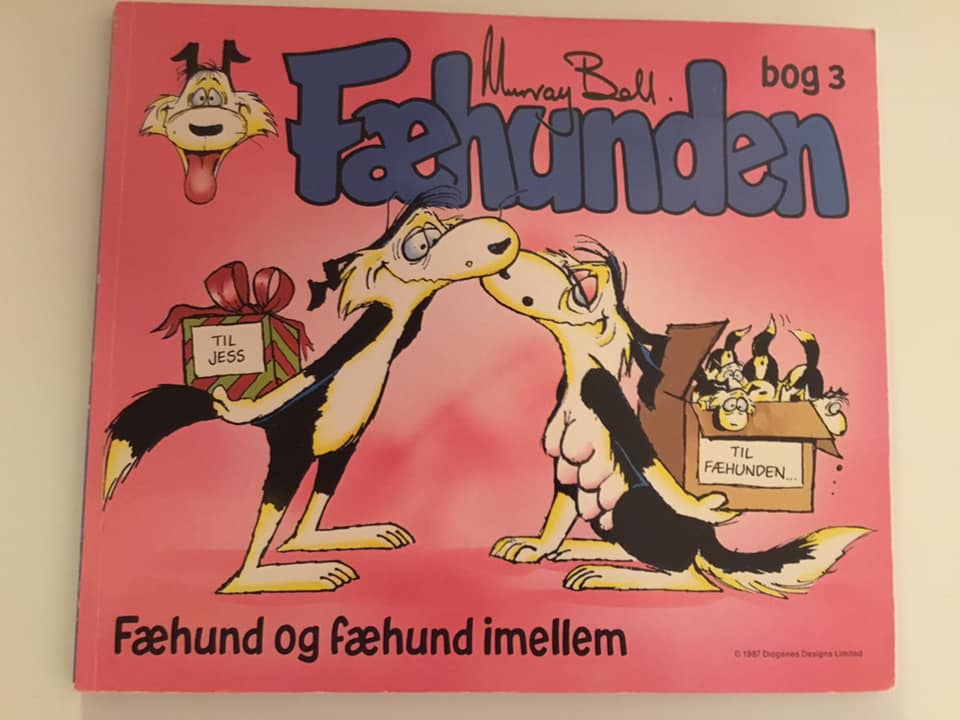 Murray Ball.
bog 3
Fæhunden
TIL
JESS
TIL
FÆHUNDEN...
Fæhund og fæhund imellem
© 1987 Diogenes Designs Limited